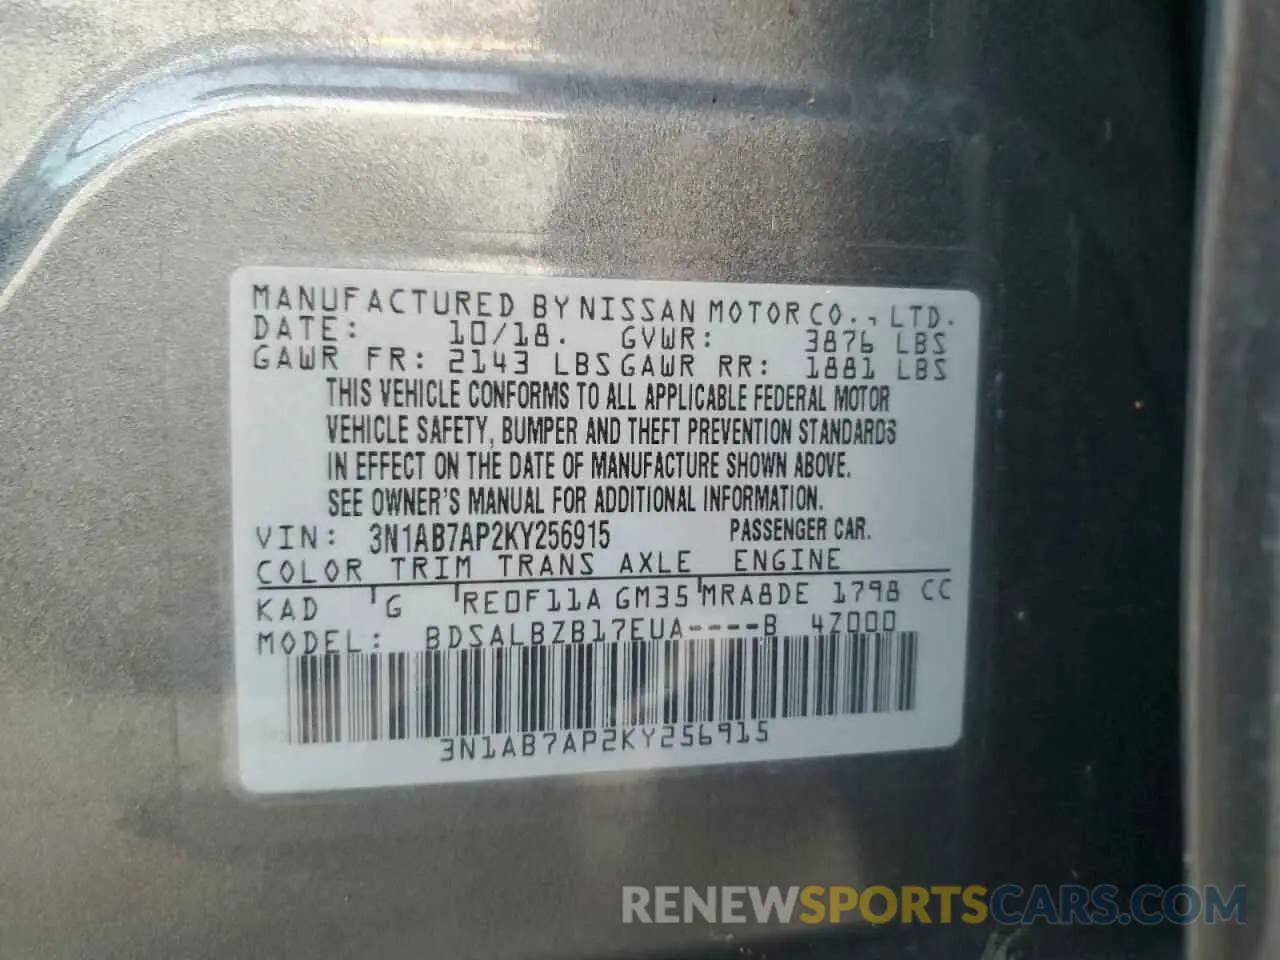 MANUFACTURED BY NISSAN MOTOR CO., LTD.
DATE: 10/18. GVWR: 3876 LBS
GAWR FR: 2143 LBS GAWR RR: 1881 LBS
THIS VEHICLE CONFORMS TO ALL APPLICABLE FEDERAL MOTOR
VEHICLE SAFETY, BUMPER AND THEFT PREVENTION STANDARDS
IN EFFECT ON THE DATE OF MANUFACTURE SHOWN ABOVE.
SEE OWNER'S MANUAL FOR ADDITIONAL INFORMATION.
VIN: 3N1AB7AP2KY256915 PASSENGER CAR.
COLOR TRIM TRANS AXLE ENGINE
KAD G RE0F11A GM35 MRA8DE 1798 CC
MODEL: BDSALBZB17EUA----B 47000
3N1AB7AP2KY256915
RENEWSPORTSCARS.COM